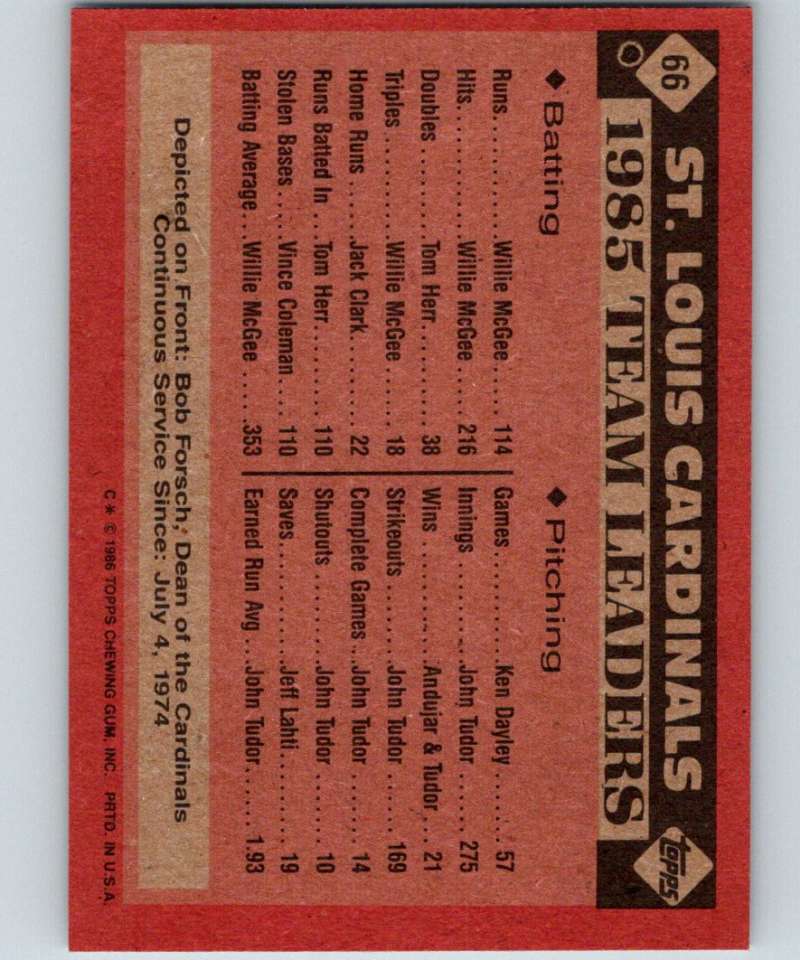 66
ST. LOUIS CARDINALS
topps
1985 TEAM LEADERS
◆ Batting
Runs......... Willie McGee .... 114
Hits........... Willie McGee .... 216
Doubles ........ Tom Herr........ 38
Triples ....... Willie McGee .... 18
Home Runs .....Jack Clark...... 22
Runs Batted In ... Tom Herr....... 110
Stolen Bases .... Vince Coleman .... 110
Batting Average .. Willie McGee .... .353
◆ Pitching
Games ............ Ken Dayley ....... 57
Innings .......... John Tudor ...... 275
Wins .......... Andujar & Tudor ... 21
Strikeouts ......... John Tudor ..... 169
Complete Games ... John Tudor ...... 14
Shutouts .......... John Tudor ...... 10
Saves............. Jeff Lahti......... 19
Earned Run Avg ... John Tudor...... 1.93
Depicted on Front: Bob Forsch, Dean of the Cardinals
Continuous Service Since: July 4, 1974
C* © 1986 TOPPS CHEWING GUM, INC. PRTD. IN U.S.A.